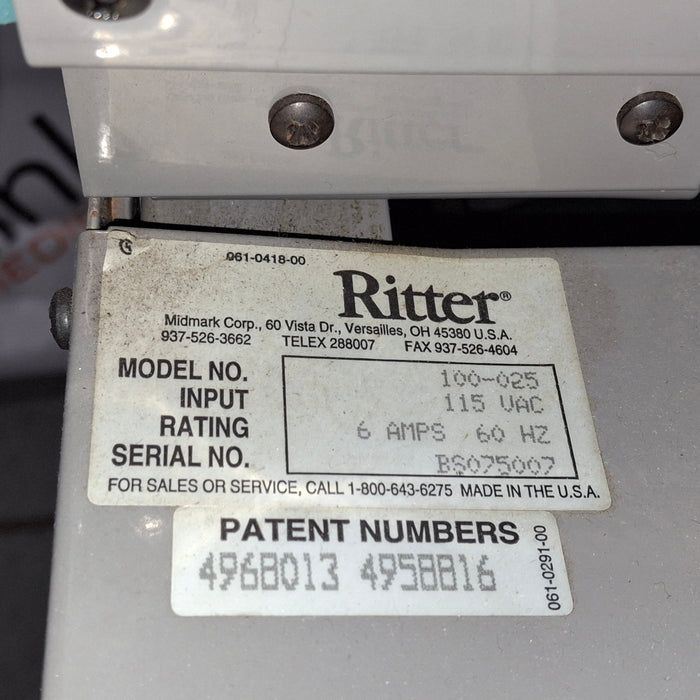 061-0418-00
Ritter®
Midmark Corp., 60 Vista Dr., Versailles, OH 45380 U.S.A.
937-526-3662 TELEX 288007 FAX 937-526-4604
MODEL NO. 100-025
INPUT 115 VAC
RATING 6 AMPS 60 HZ
SERIAL NO. BS075007
FOR SALES OR SERVICE, CALL 1-800-643-6275 MADE IN THE U.S.A.
PATENT NUMBERS
4968013 4958816
061-0291-00